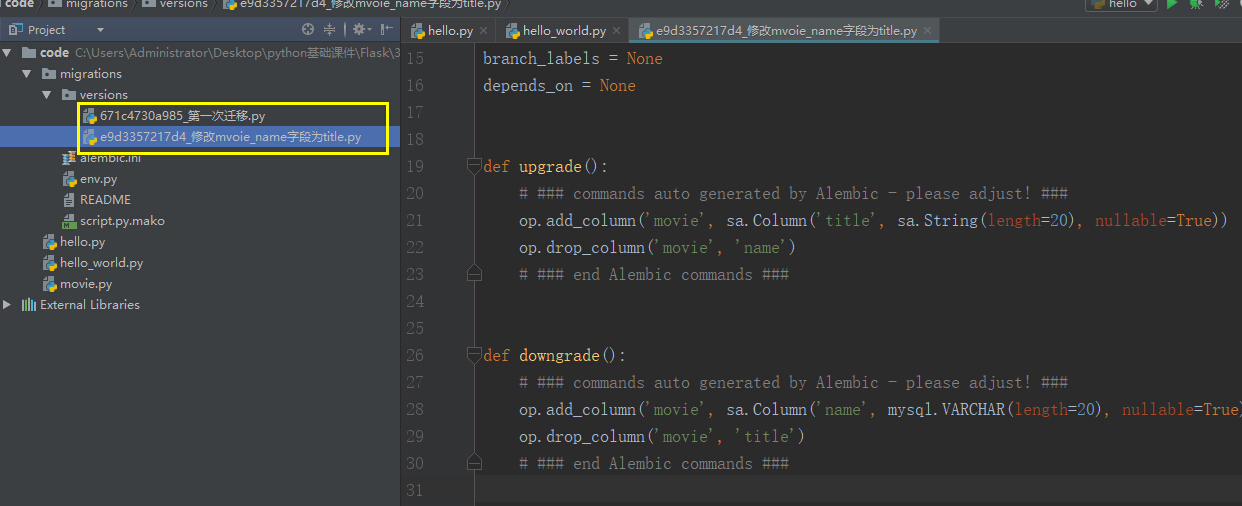 code migrations versions e9d3357217d4_修改mvoie_name字段为title.py hello
Project hello.py hello_world.py e9d3357217d4_修改mvoie_name字段为title.py
code C:\Users\Administrator\Desktop\python基础课件\Flask\3
migrations
versions
671c4730a985_第一次迁移.py
e9d3357217d4_修改mvoie_name字段为title.py
alembic.ini
env.py
README
script.py.mako
hello.py
hello_world.py
movie.py
External Libraries
15 branch_labels = None
16 depends_on = None
17
18
19 def upgrade():
20 # ### commands auto generated by Alembic - please adjust! ###
21 op.add_column('movie', sa.Column('title', sa.String(length=20), nullable=True))
22 op.drop_column('movie', 'name')
23 # ### end Alembic commands ###
24
25
26 def downgrade():
27 # ### commands auto generated by Alembic - please adjust! ###
28 op.add_column('movie', sa.Column('name', mysql.VARCHAR(length=20), nullable=True)
29 op.drop_column('movie', 'title')
30 # ### end Alembic commands ###
31